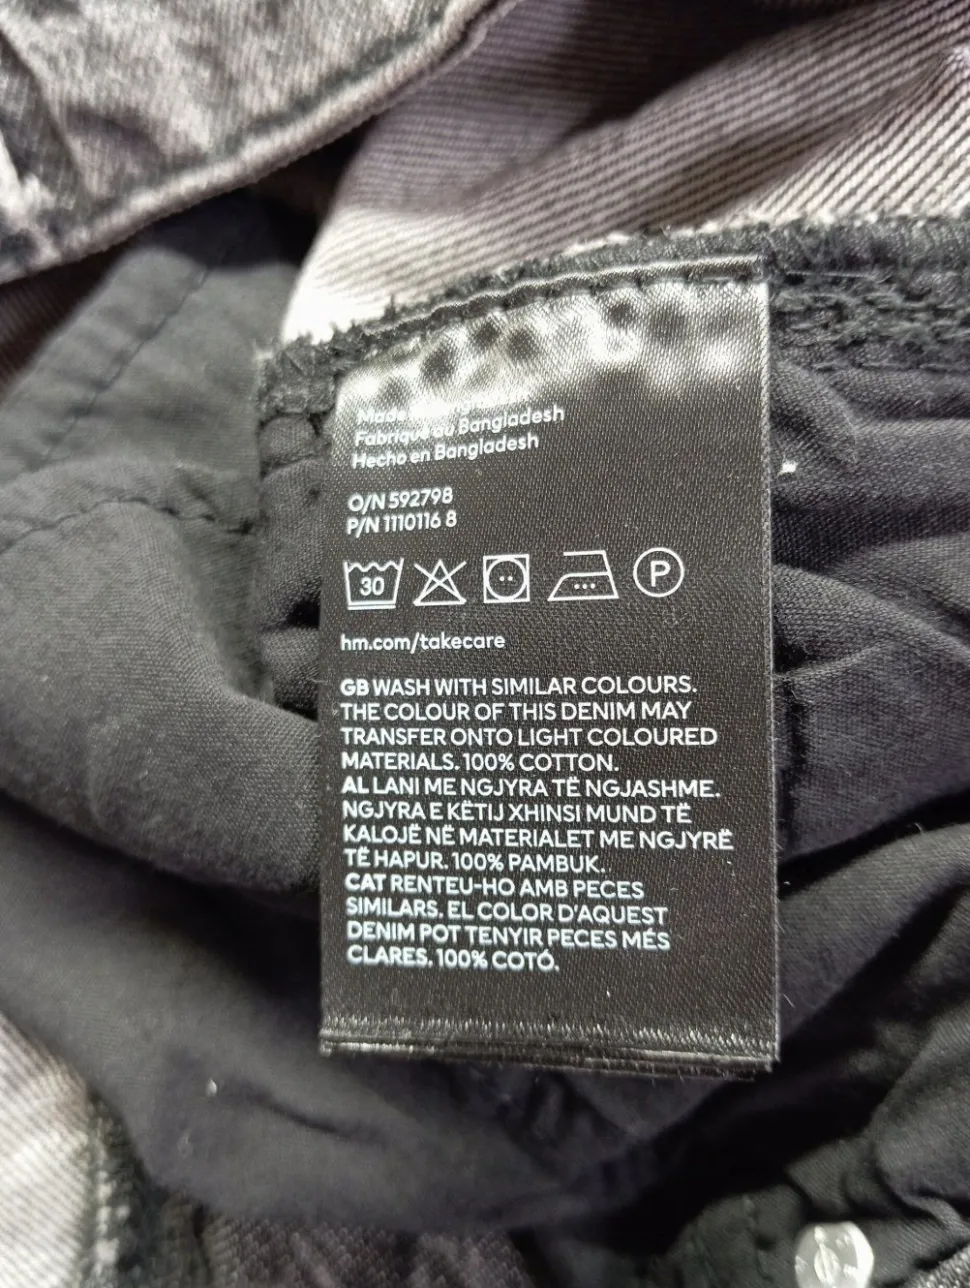 Made
Fabriqué au Bangladesh
Hecho en Bangladesh
O/N 592798
P/N 1110116 8
30
P
hm.com/takecare
GB WASH WITH SIMILAR COLOURS.
THE COLOUR OF THIS DENIM MAY
TRANSFER ONTO LIGHT COLOURED
MATERIALS. 100% COTTON.
AL LANI ME NGJYRA TË NGJASHME.
NGJYRA E KËTIJ XHINSI MUND TË
KALOJË NË MATERIALET ME NGJYRË
TË HAPUR. 100% PAMBUK.
CAT RENTEU-HO AMB PECES
SIMILARS. EL COLOR D'AQUEST
DENIM POT TENYIR PECES MÉS
CLARES. 100% COTÓ.